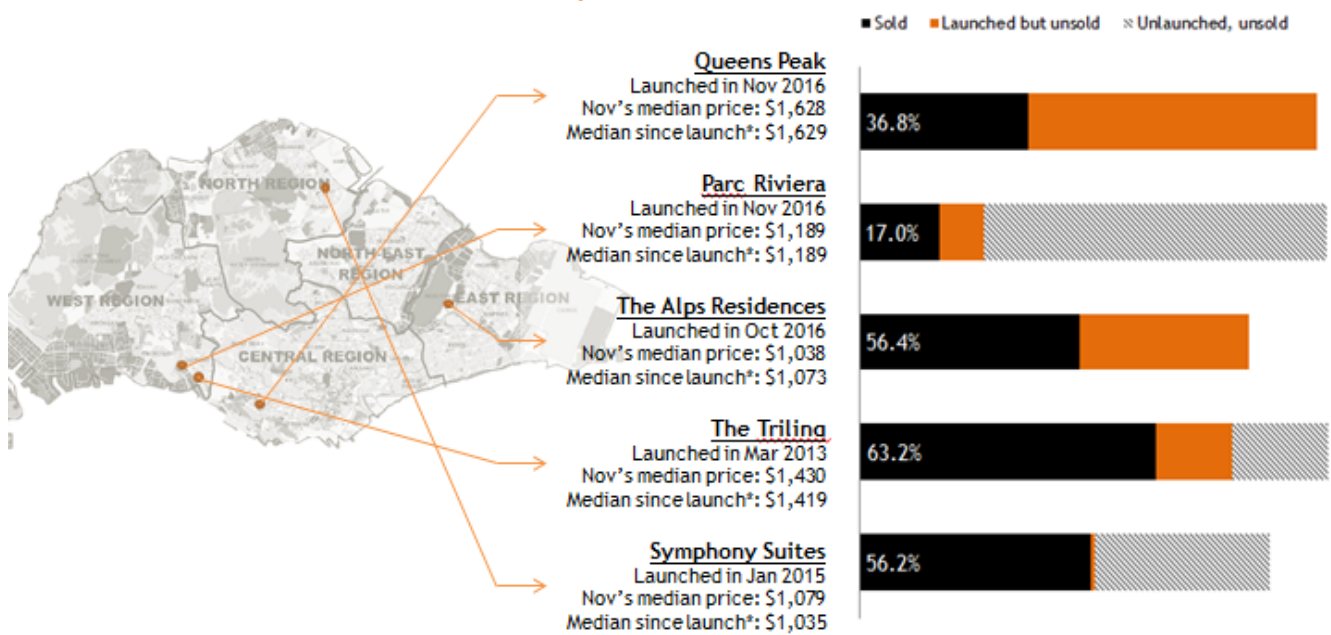 Sold
Launched but unsold
Unlaunched, unsold
Queens Peak
Launched in Nov 2016
Nov's median price: $1,628
Median since launch*: $1,629
36.8%
Parc Riviera
Launched in Nov 2016
Nov's median price: $1,189
Median since launch*: $1,189
17.0%
The Alps Residences
Launched in Oct 2016
Nov's median price: $1,038
Median since launch*: $1,073
56.4%
The Triling
Launched in Mar 2013
Nov's median price: $1,430
Median since launch*: $1,419
63.2%
Symphony Suites
Launched in Jan 2015
Nov's median price: $1,079
Median since launch*: $1,035
56.2%
NORTH REGION
NORTH-EAST
REGION
WEST REGION
EAST REGION
CENTRAL REGION